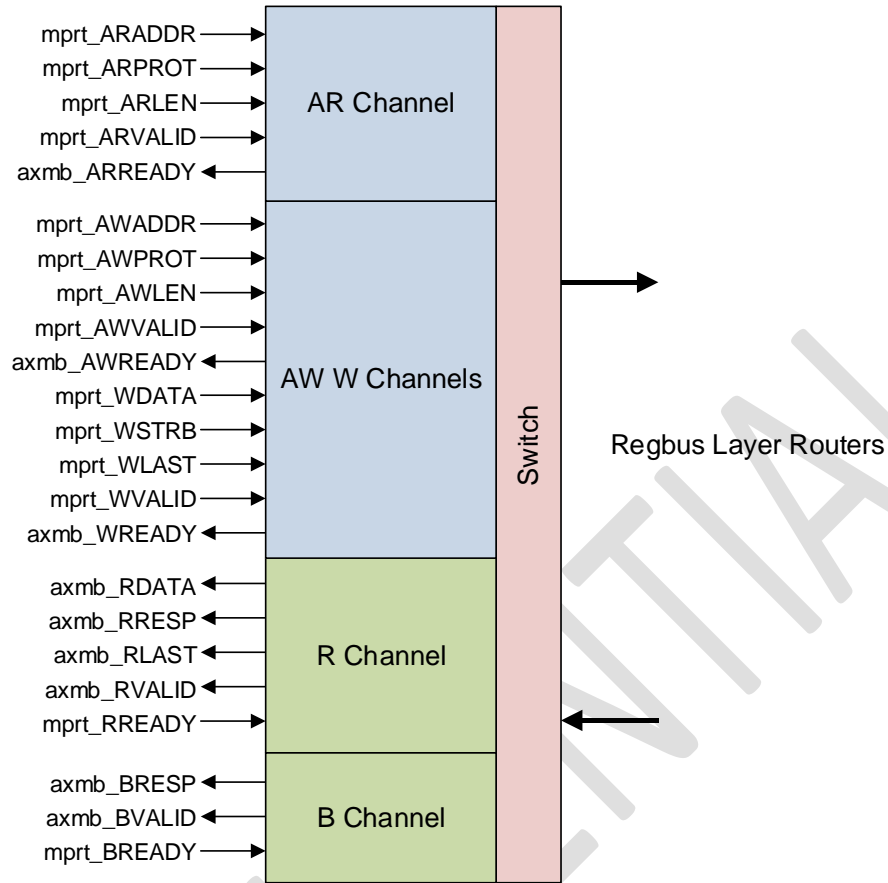 mprt_ARADDR
mprt_ARPROT
mprt_ARLEN
mprt_ARVALID
axmb_ARREADY
AR Channel
mprt_AWADDR
mprt_AWPROT
mprt_AWLEN
mprt_AWVALID
axmb_AWREADY
mprt_WDATA
mprt_WSTRB
mprt_WLAST
mprt_WVALID
axmb_WREADY
AW W Channels
axmb_RDATA
axmb_RRESP
axmb_RLAST
axmb_RVALID
mprt_RREADY
R Channel
axmb_BRESP
axmb_BVALID
mprt_BREADY
B Channel
Switch
Regbus Layer Routers
ENTIAL